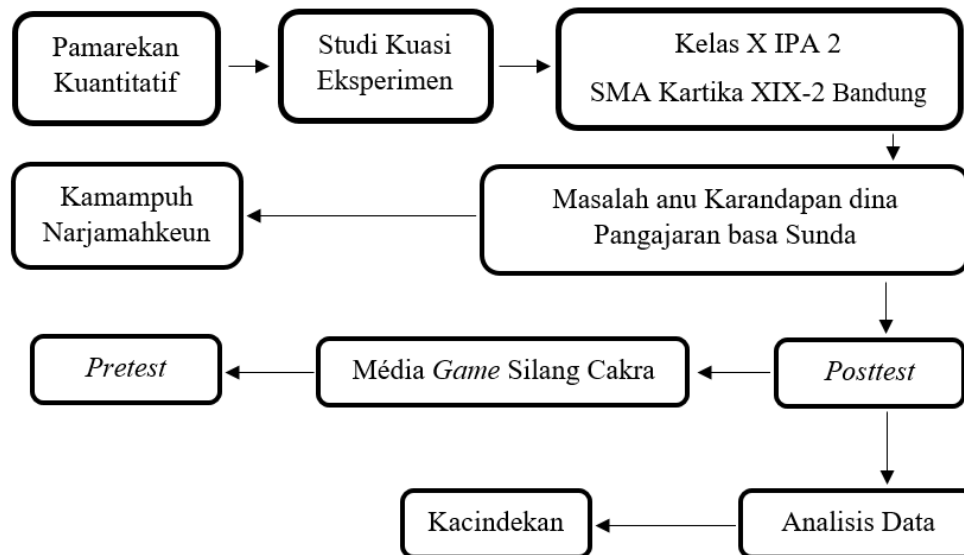 Pamarekan
Kuantitatif
Studi Kuasi
Eksperimen
Kelas X IPA 2
SMA Kartika XIX-2 Bandung
Kamampuh
Narjamahkeun
Masalah anu Karandapan dina
Pangajaran basa Sunda
Pretest
Média Game Silang Cakra
Posttest
Kacindekan
Analisis Data